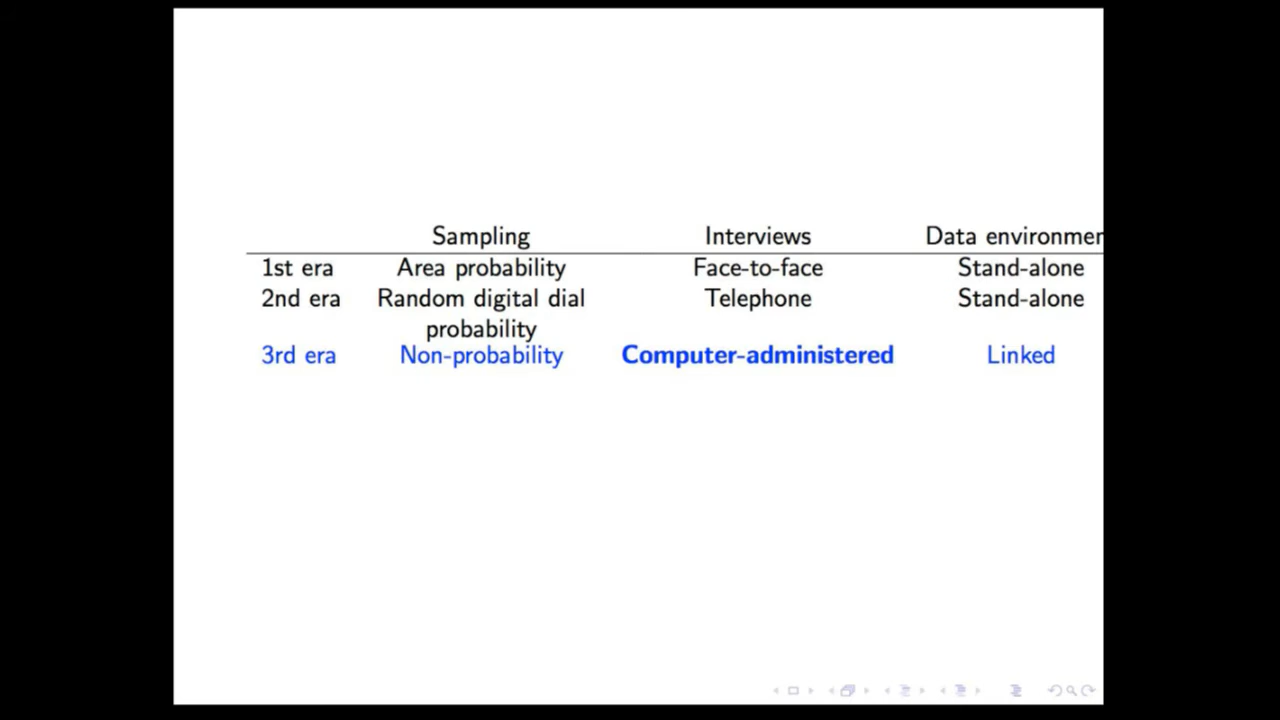 Sampling Interviews Data environmen
1st era Area probability Face-to-face Stand-alone
2nd era Random digital dial Telephone Stand-alone
probability
3rd era Non-probability Computer-administered Linked